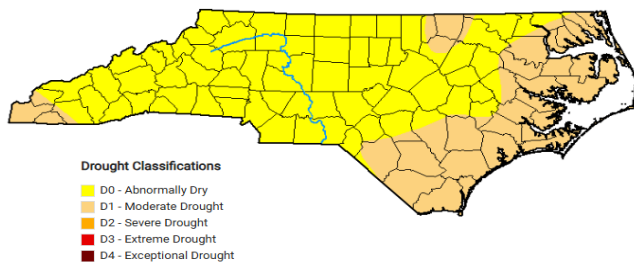 Drought Classifications
D0 - Abnormally Dry
D1 - Moderate Drought
D2 - Severe Drought
D3 - Extreme Drought
D4 - Exceptional Drought